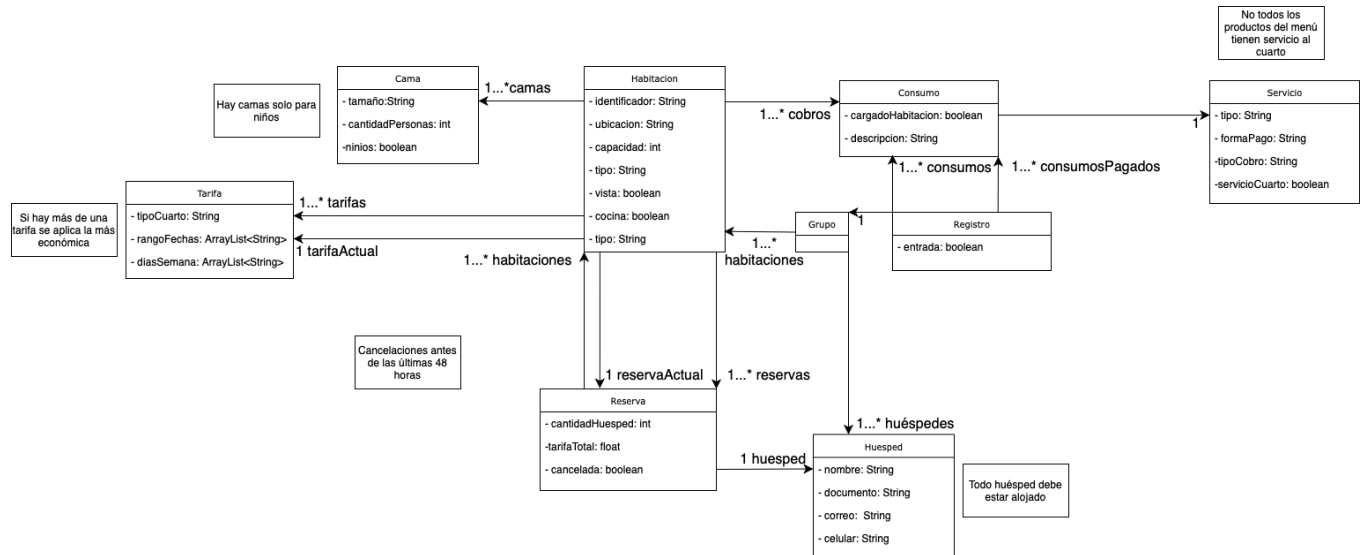 No todos los
productos del menú
tienen servicio al
cuarto
Cama
- tamaño:String
- cantidadPersonas: int
-ninios: boolean
Hay camas solo para
niños
1...*camas
Habitacion
- identificador: String
- ubicacion: String
- capacidad: int
- tipo: String
- vista: boolean
- cocina: boolean
- tipo: String
1...* cobros
Consumo
- cargadoHabitacion: boolean
- descripcion: String
1
Servicio
- tipo: String
- formaPago: String
-tipoCobro: String
-servicioCuarto: boolean
1...* consumos
1...* consumosPagados
Si hay más de una
tarifa se aplica la más
económica
Tarifa
- tipoCuarto: String
- rangoFechas: ArrayList<String>
- diasSemana: ArrayList<String>
1...* tarifas
1 tarifaActual
1...* habitaciones
1...*
habitaciones
Grupo
1
Registro
- entrada: boolean
Cancelaciones antes
de las últimas 48
horas
1 reservaActual
1...* reservas
Reserva
- cantidadHuesped: int
-tarifaTotal: float
- cancelada: boolean
1 huesped
1...* huéspedes
Huesped
- nombre: String
- documento: String
- correo: String
- celular: String
Todo huésped debe
estar alojado